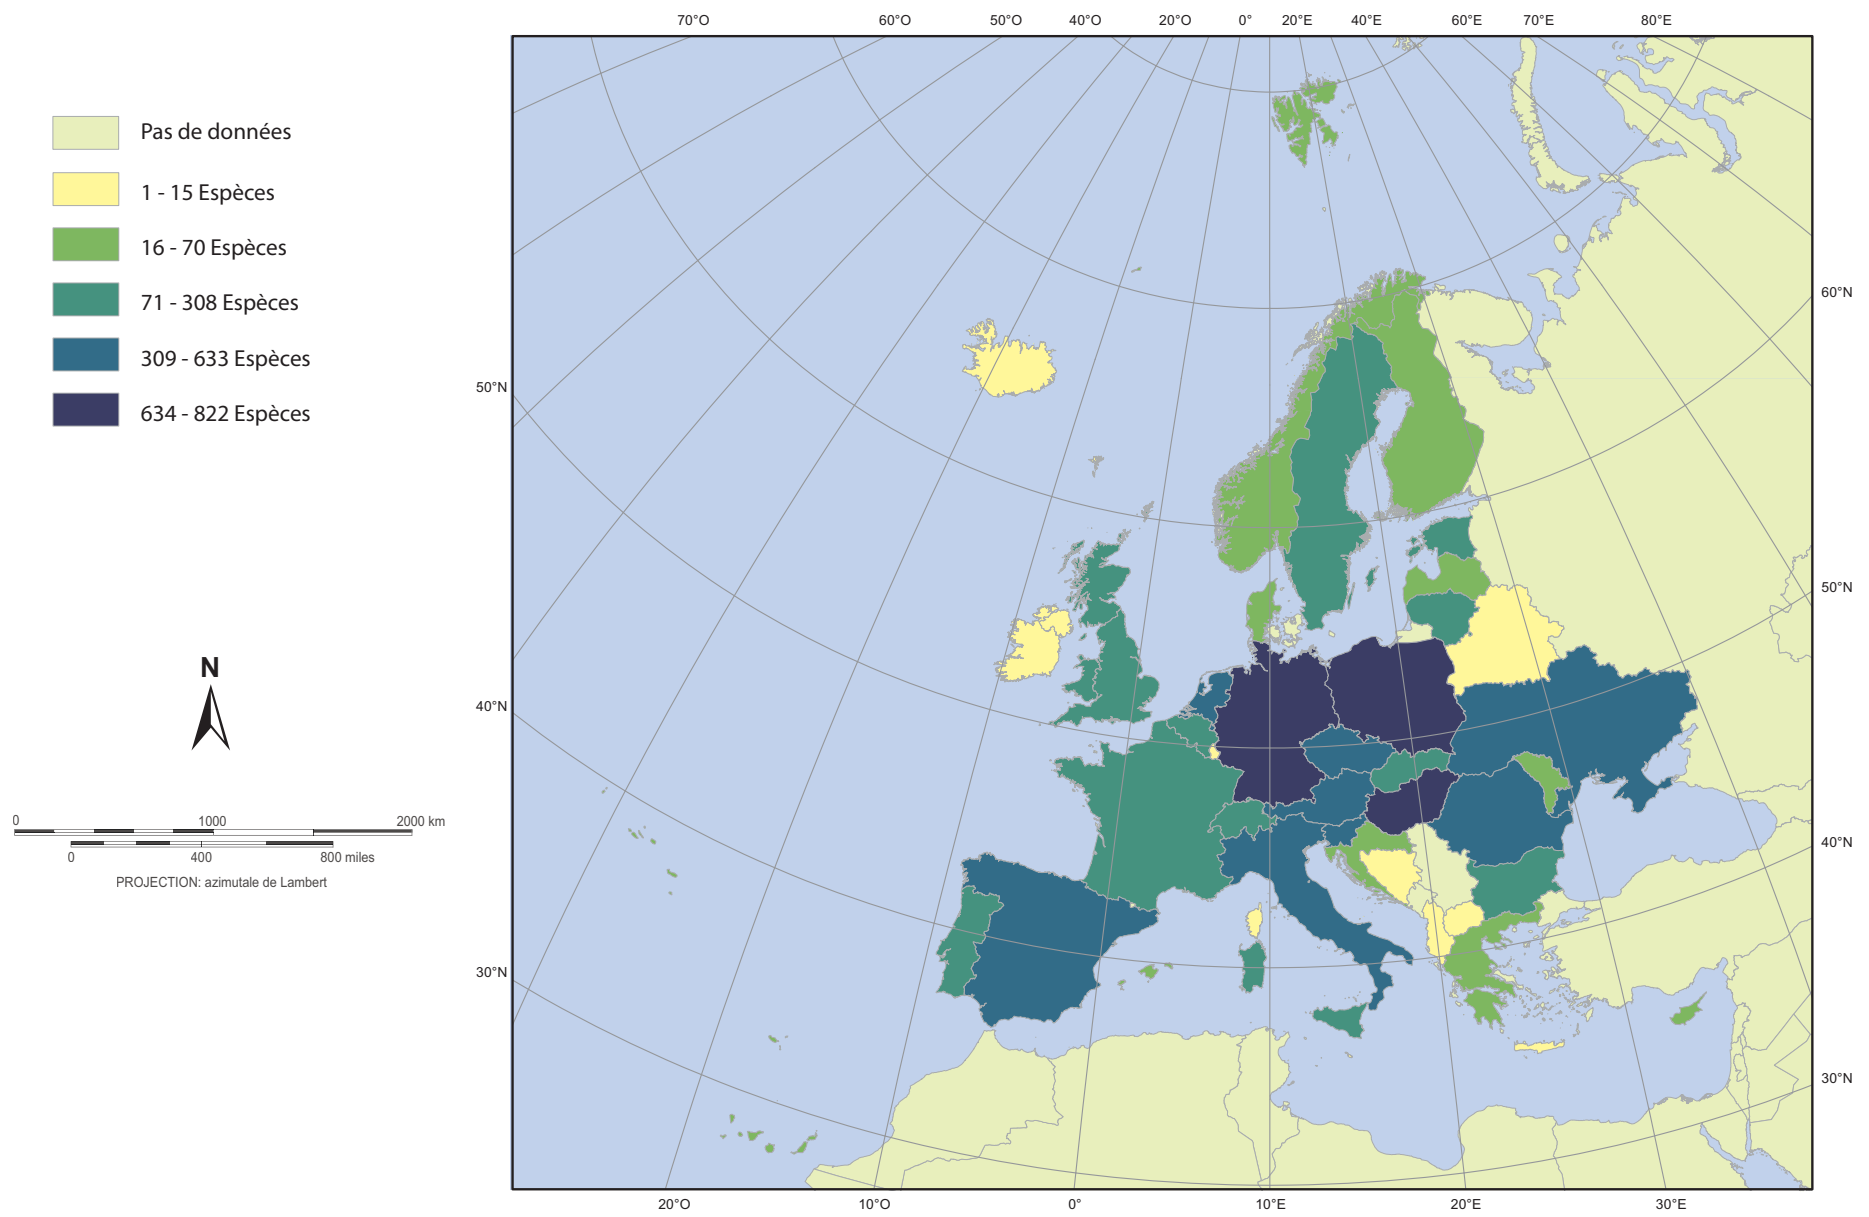 70°O 60°O 50°O 40°O 20°O 0° 20°E 40°E 60°E 70°E 80°E
Pas de données
1 - 15 Espèces
16 - 70 Espèces
71 - 308 Espèces
309 - 633 Espèces
634 - 822 Espèces
60°N
50°N
50°N
40°N
40°N
30°N
30°N
N
0 1000 2000 km
0 400 800 miles
PROJECTION: azimutale de Lambert
20°O 10°O 0° 10°E 20°E 30°E